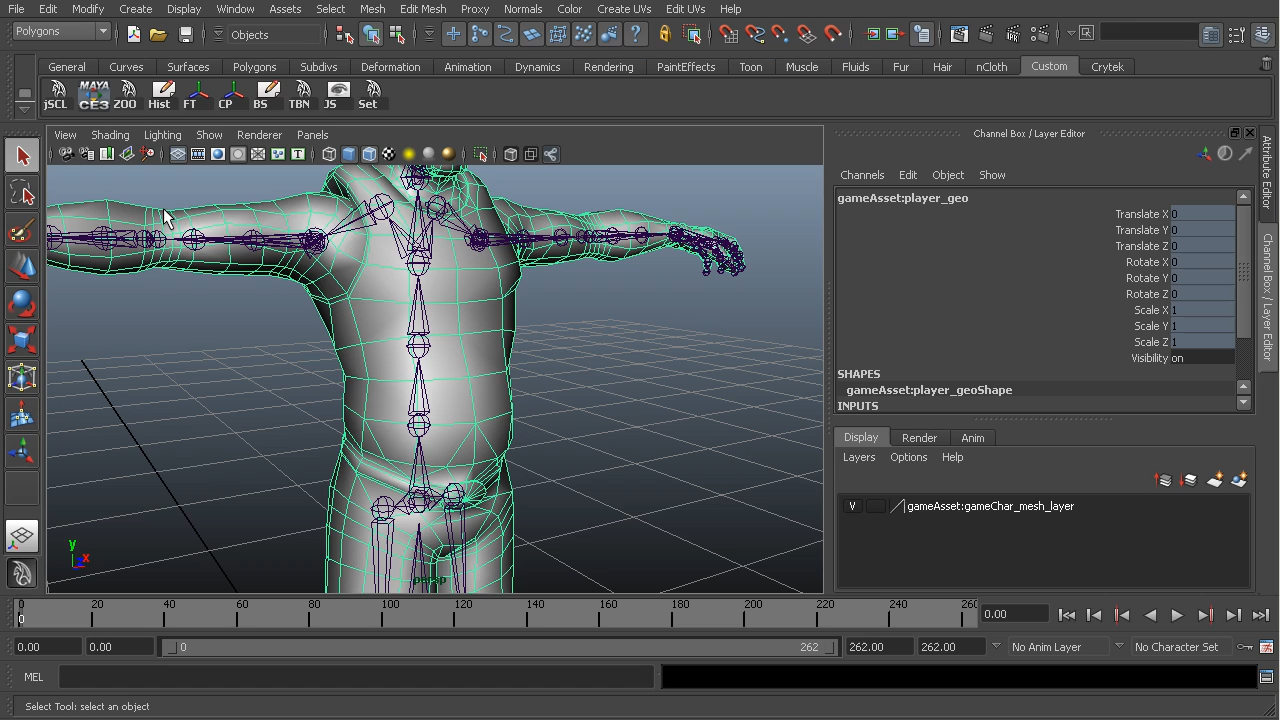 File Edit Modify Create Display Window Assets Select Mesh Edit Mesh Proxy Normals Color Create UVs Edit UVs Help
Polygons Objects
General Curves Surfaces Polygons Subdivs Deformation Animation Dynamics Rendering PaintEffects Toon Muscle Fluids Fur Hair nCloth Custom Crytek
MAYA
jSCL CE3 ZOO Hist FT CP BS TBN JS Set
View Shading Lighting Show Renderer Panels
Channel Box / Layer Editor
Channels Edit Object Show
gameAsset:player_geo
Translate X 0
Translate Y 0
Translate Z 0
Rotate X 0
Rotate Y 0
Rotate Z 0
Scale X 1
Scale Y 1
Scale Z 1
Visibility on
SHAPES
gameAsset:player_geoShape
INPUTS
Attribute Editor
Channel Box / Layer Editor
Display Render Anim
Layers Options Help
V gameAsset:gameChar_mesh_layer
y
z x
persp
0 20 40 60 80 100 120 140 160 180 200 220 240 260
0 0.00
0.00 0.00 0 262 262.00 262.00 No Anim Layer No Character Set
MEL
Select Tool: select an object